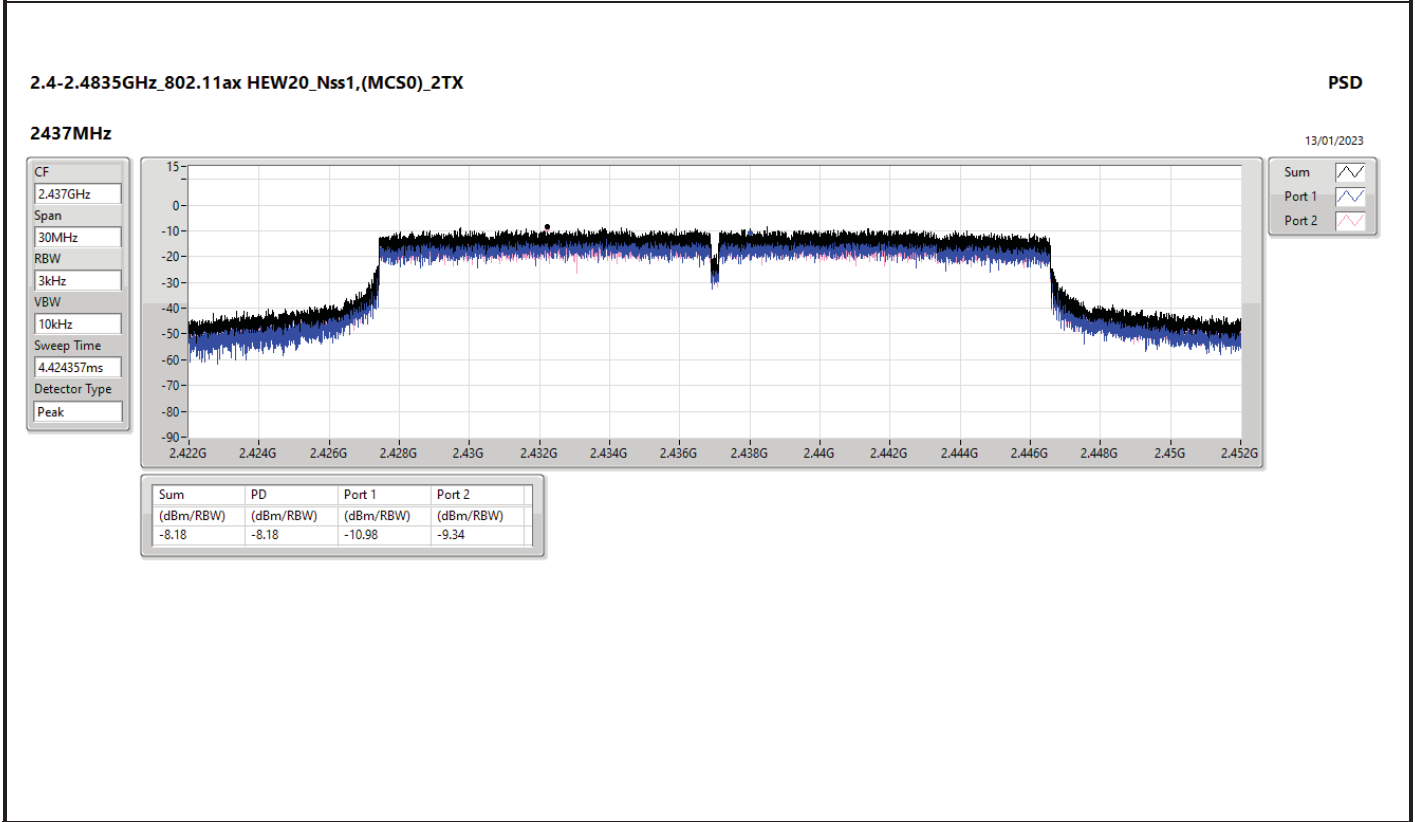 2.4-2.4835GHz_802.11ax HEW20_Nss1,(MCS0)_2TX
PSD
2437MHz
13/01/2023
CF
2.437GHz
Span
30MHz
RBW
3kHz
VBW
10kHz
Sweep Time
4.424357ms
Detector Type
Peak
15-
0-
-10-
-20-
-30-
-40-
-50-
-60-
-70-
-80-
-90-
2.422G 2.424G 2.426G 2.428G 2.43G 2.432G 2.434G 2.436G 2.438G 2.44G 2.442G 2.444G 2.446G 2.448G 2.45G 2.452G
Sum
Port 1
Port 2
Sum PD Port 1 Port 2
(dBm/RBW) (dBm/RBW) (dBm/RBW) (dBm/RBW)
-8.18 -8.18 -10.98 -9.34